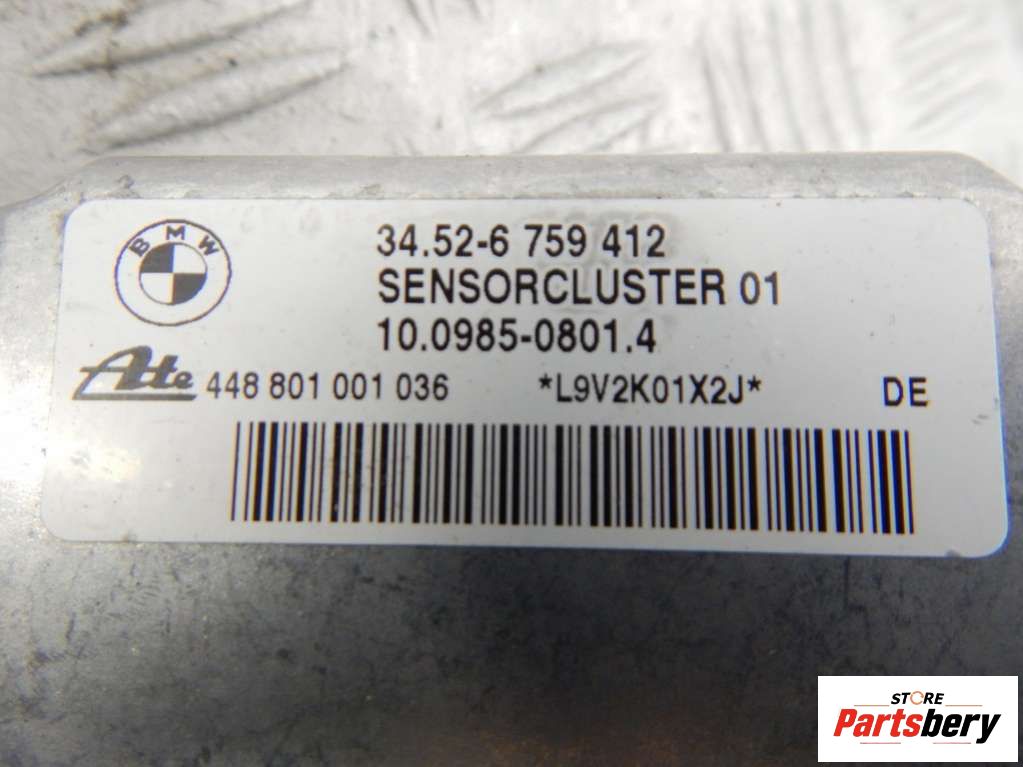 BMW
34.52-6 759 412
SENSORCLUSTER 01
10.0985-0801.4
Ate 448 801 001 036 *L9V2K01X2J* DE
STORE
Partsbery